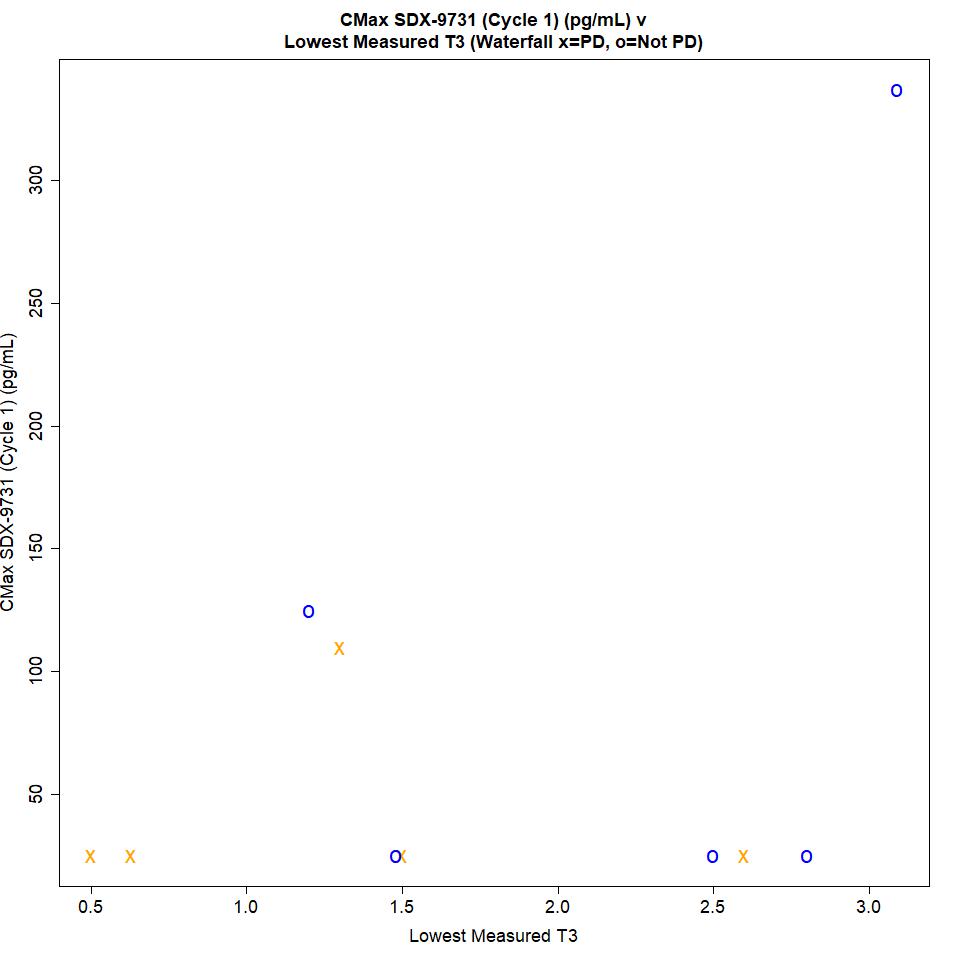 CMax SDX-9731 (Cycle 1) (pg/mL) v
Lowest Measured T3 (Waterfall x=PD, o=Not PD)
CMax SDX-9731 (Cycle 1) (pg/mL)
300
250
200
150
100
50
o
o
x
x
x
o
x
o
x
o
0.5
1.0
1.5
2.0
2.5
3.0
Lowest Measured T3